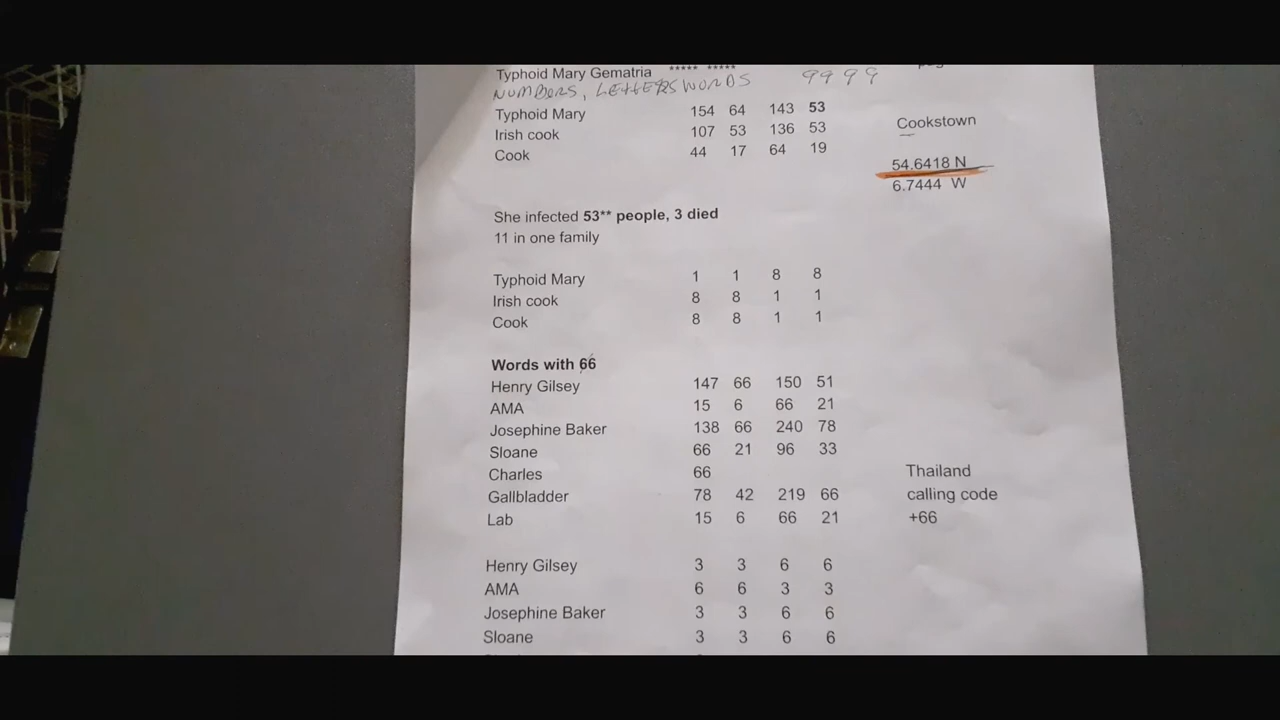 Typhoid Mary Gematria ***** *****
NUMBERS, LETTERS WORDS 9999
Typhoid Mary 154 64 143 53
Irish cook 107 53 136 53
Cook 44 17 64 19
Cookstown
54.6418 N
6.7444 W
She infected 53** people, 3 died
11 in one family
Typhoid Mary 1 1 8 8
Irish cook 8 8 1 1
Cook 8 8 1 1
Words with 66
Henry Gilsey 147 66 150 51
AMA 15 6 66 21
Josephine Baker 138 66 240 78
Sloane 66 21 96 33
Charles 66
Gallbladder 78 42 219 66
Lab 15 6 66 21
Thailand
calling code
+66
Henry Gilsey 3 3 6 6
AMA 6 6 3 3
Josephine Baker 3 3 6 6
Sloane 3 3 6 6